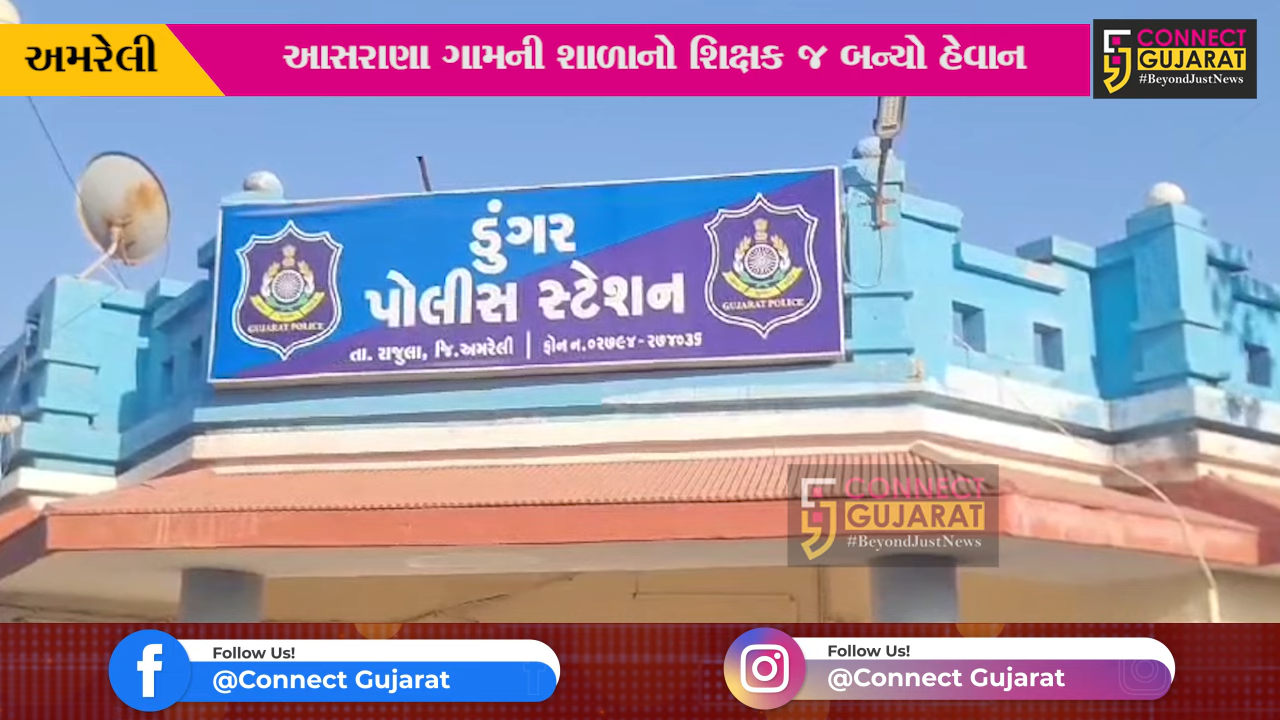 અમરેલી
આસરાણા ગામની શાળાનો શિક્ષક જ બન્યો હેવાન
CONNECT
GUJARAT
#BeyondJustNews
ડુંગર
પોલીસ સ્ટેશન
GUJARAT POLICE
GUJARAT POLICE
તા. રાજુલા, જિ.અમરેલી | ફોન ન.૦૨૭૯૪-૨૭૪૦૩૬
CONNECT
GUJARAT
#BeyondJustNews
Follow Us!
@Connect Gujarat
Follow Us!
@Connect Gujarat